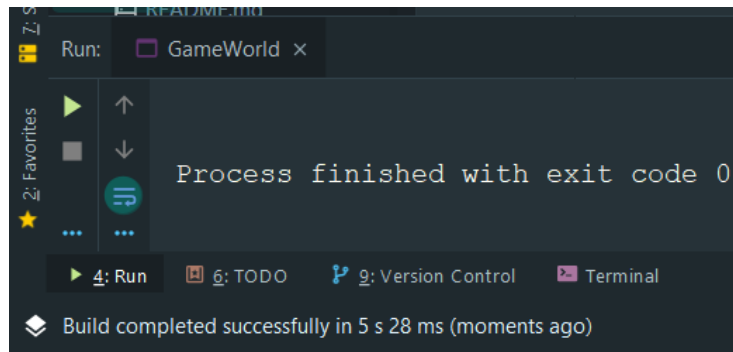 README.md
Run: GameWorld ×
2: Favorites
Process finished with exit code 0
4: Run 6: TODO 9: Version Control Terminal
Build completed successfully in 5 s 28 ms (moments ago)